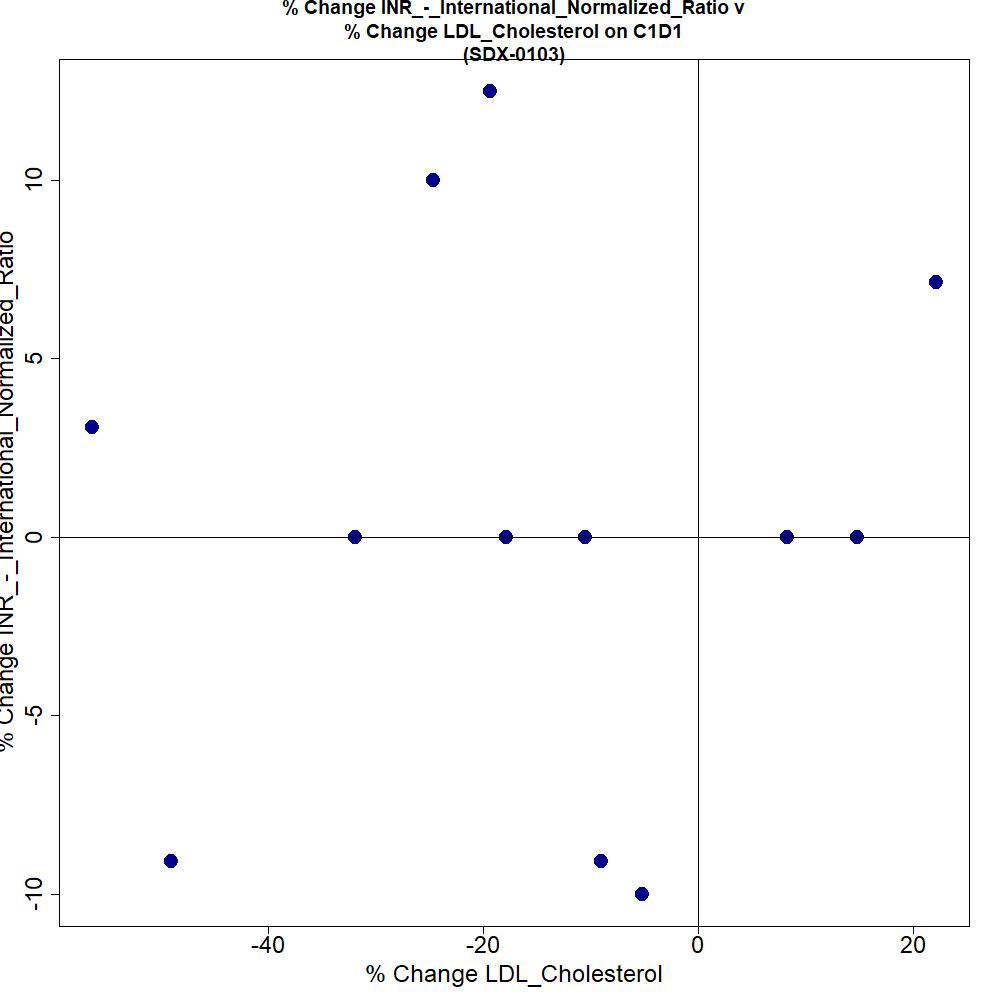 % Change INR_-_International_Normalized_Ratio v
% Change LDL_Cholesterol on C1D1
(SDX-0103)
% Change INR_-_International_Normalized_Ratio
10
5
0
-5
-10
-40
-20
0
20
% Change LDL_Cholesterol